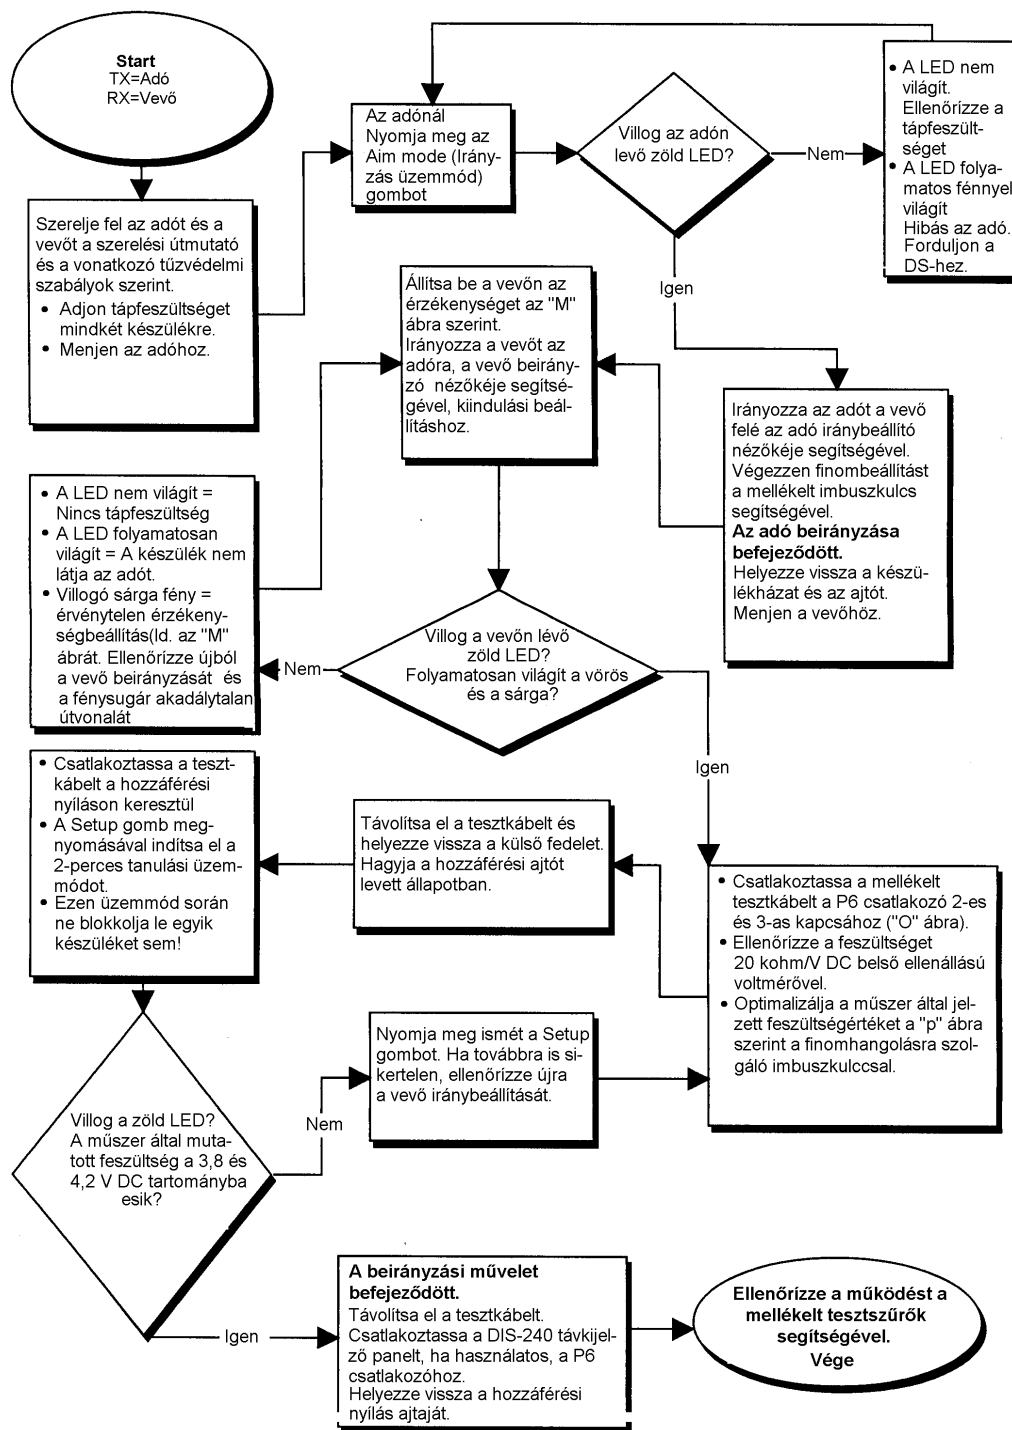 Start
TX=Adó
RX=Vevő
Szerelje fel az adót és a
vevőt a szerelési útmutató
és a vonatkozó tűzvédelmi
szabályok szerint.
• Adjon tápfeszültséget
mindkét készülékre.
• Menjen az adóhoz.
Az adónál
Nyomja meg az
Aim mode (Irány-
zás üzemmód)
gombot
Villog az adón
levő zöld LED?
Nem
• A LED nem
világít.
Ellenőrízze a
tápfeszült-
séget
• A LED folya-
matos fénnyel
világít
Hibás az adó.
Forduljon a
DS-hez.
Igen
Irányozza az adót a vevő
felé az adó iránybeállító
nézőkéje segítségével.
Végezzen finombeállítást
a mellékelt imbuszkulcs
segítségével.
Az adó beirányzása
befejeződött.
Helyezze vissza a készü-
lékházat és az ajtót.
Menjen a vevőhöz.
Állítsa be a vevőn az
érzékenységet az "M"
ábra szerint.
Irányozza a vevőt az
adóra, a vevő beirány-
zó nézőkéje segítsé-
gével, kiindulási beál-
lításhoz.
Villog a vevőn lévő
zöld LED?
Folyamatosan világít a vörös
és a sárga?
Nem
• A LED nem világít =
Nincs tápfeszültség
• A LED folyamatosan
világít = A készülék nem
látja az adót.
• Villogó sárga fény =
érvénytelen érzékeny-
ségbeállítás(ld. az "M"
ábrát. Ellenőrízze újból
a vevő beirányzását és
a fénysugár akadálytalan
útvonalát
Igen
• Csatlakoztassa a mellékelt
tesztkábelt a P6 csatlakozó 2-es
és 3-as kapcsához ("O" ábra).
• Ellenőrízze a feszültséget
20 kohm/V DC belső ellenállású
voltmérővel.
• Optimalizálja a műszer által jel-
zett feszültségértéket a "p" ábra
szerint a finomhangolásra szol-
gáló imbuszkulccsal.
Távolítsa el a tesztkábelt és
helyezze vissza a külső fedelet.
Hagyja a hozzáférési ajtót
levett állapotban.
• Csatlakoztassa a teszt-
kábelt a hozzáférési
nyíláson keresztül
• A Setup gomb meg-
nyomásával indítsa el a
2-perces tanulási üzem-
módot.
• Ezen üzemmód során
ne blokkolja le egyik
készüléket sem!
Villog a zöld LED?
A műszer által muta-
tott feszültség a 3,8 és
4,2 V DC tartományba
esik?
Nem
Nyomja meg ismét a Setup
gombot. Ha továbbra is si-
kertelen, ellenőrízze újra
a vevő iránybeállítását.
Igen
A beirányzási művelet
befejeződött.
Távolítsa el a tesztkábelt.
Csatlakoztassa a DIS-240 távkijel-
ző panelt, ha használatos, a P6
csatlakozóhoz.
Helyezze vissza a hozzáférési
nyílás ajtaját.
Ellenőrízze a működést a
mellékelt tesztszűrők
segítségével.
Vége